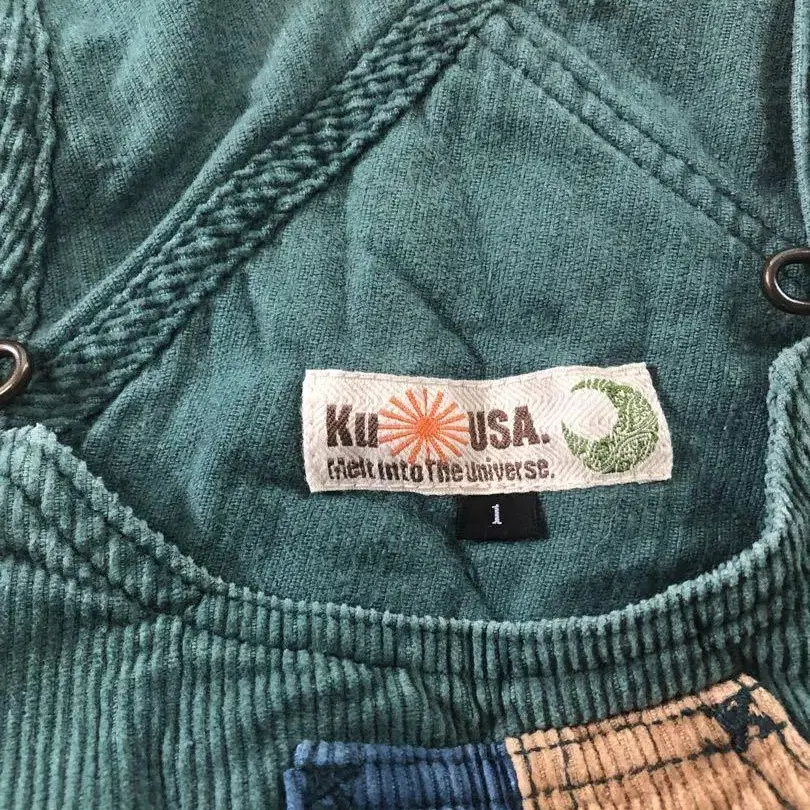 Ku USA.
Melt Into The Universe.
1